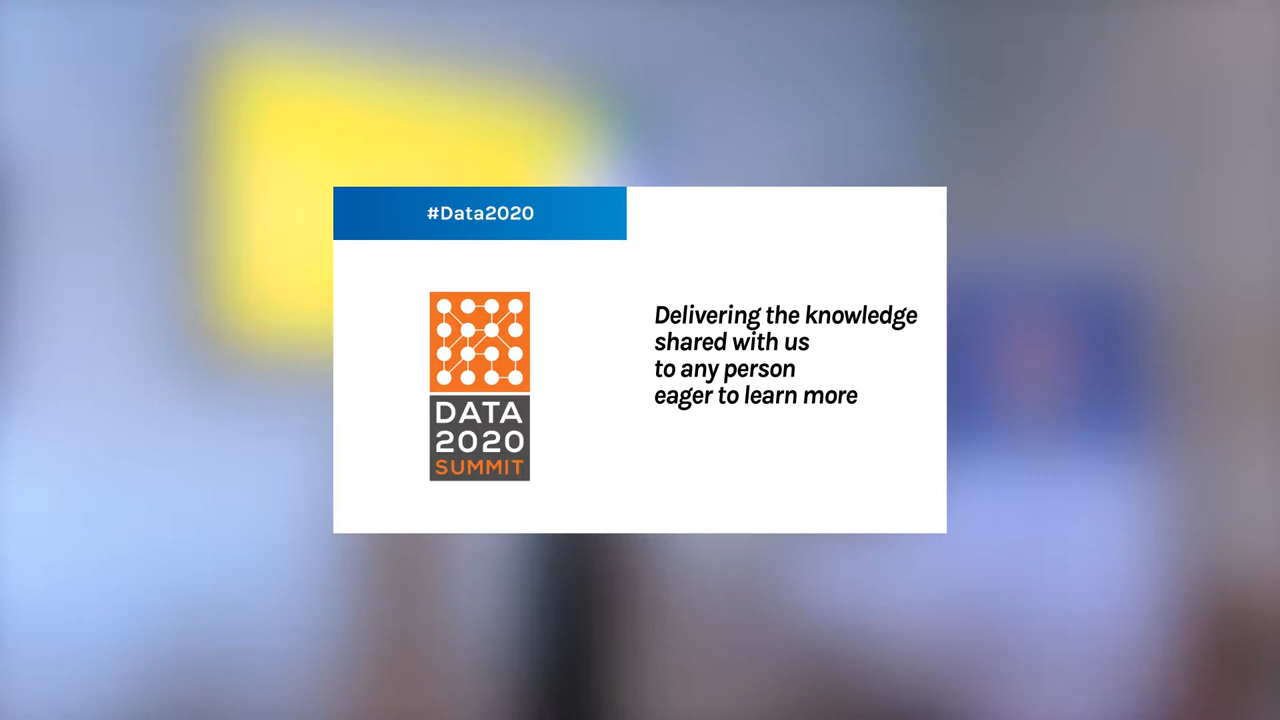 #Data2020
DATA
2020
SUMMIT
Delivering the knowledge
shared with us
to any person
eager to learn more